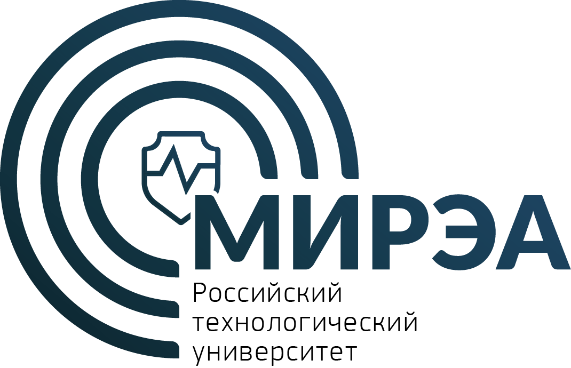 МИРЭА
Российский
технологический
университет